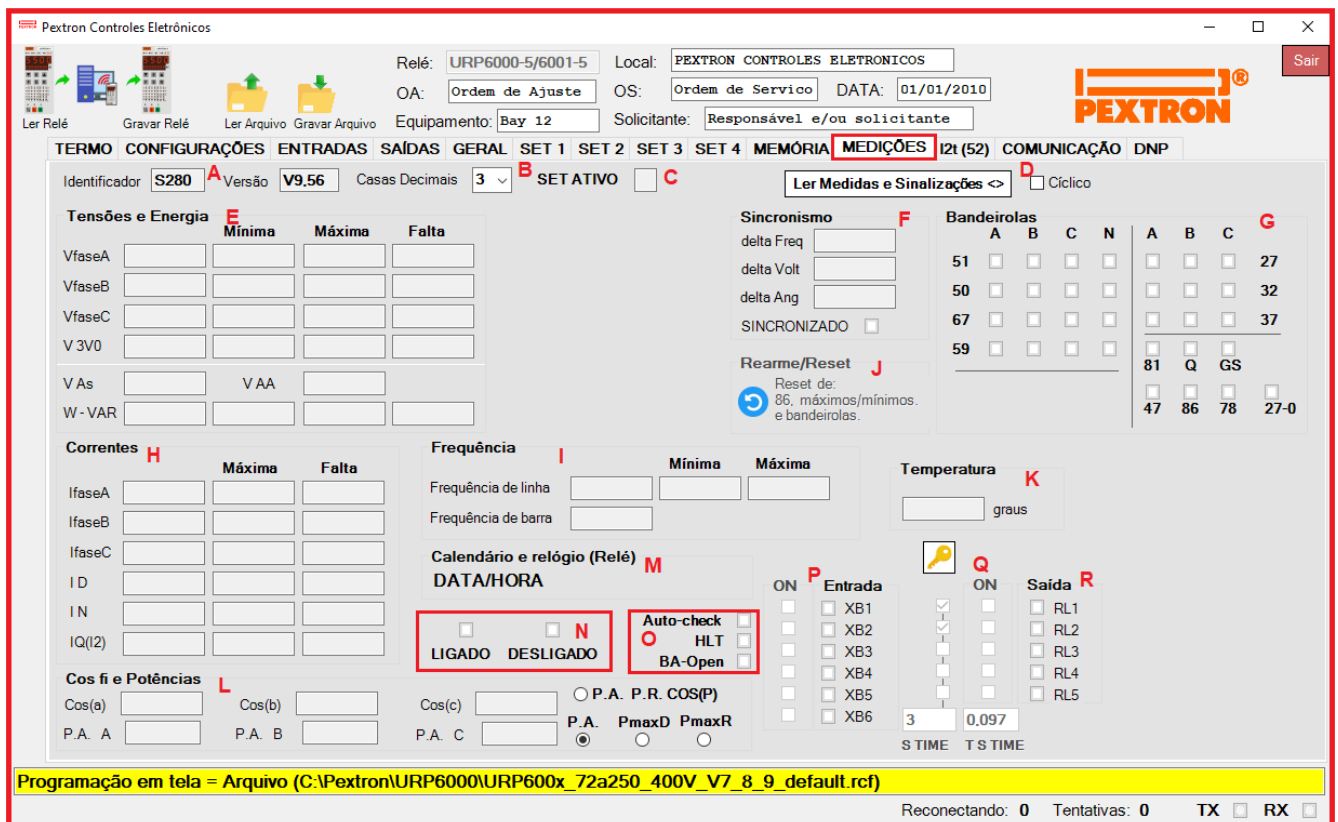 Pextron Controles Eletrônicos
Relé: URP6000-5/6001-5 Local: PEXTRON CONTROLES ELETRONICOS Sair
OA: Ordem de Ajuste OS: Ordem de Servico DATA: 01/01/2010
Ler Relé Gravar Relé Ler Arquivo Gravar Arquivo Equipamento: Bay 12 Solicitante: Responsável e/ou solicitante PEXTRON®
TERMO CONFIGURAÇÕES ENTRADAS SAÍDAS GERAL SET 1 SET 2 SET 3 SET 4 MEMÓRIA MEDIÇÕES I2t (52) COMUNICAÇÃO DNP
Identificador S280 A Versão V9.56 Casas Decimais 3 B SET ATIVO C Ler Medidas e Sinalizações <> D Cíclico
Tensões e Energia E
Mínima Máxima Falta
VfaseA
VfaseB
VfaseC
V 3V0
V As V AA
W - VAR
Sincronismo F
delta Freq
delta Volt
delta Ang
SINCRONIZADO
Bandeirolas G
A B C N A B C
51 27
50 32
67 37
59
81 Q GS
47 86 78 27-0
Rearme/Reset J
Reset de:
86, máximos/mínimos.
e bandeirolas.
Correntes H
Máxima Falta
IfaseA
IfaseB
IfaseC
I D
I N
IQ(I2)
Frequência I
Mínima Máxima
Frequência de linha
Frequência de barra
Temperatura K
graus
Calendário e relógio (Relé) M
DATA/HORA
N
LIGADO DESLIGADO
Auto-check
O HLT
BA-Open
ON P Entrada
XB1
XB2
XB3
XB4
XB5
XB6
Q
ON Saída R
RL1
RL2
RL3
RL4
RL5
3 0,097
S TIME T S TIME
Cos fi e Potências L
Cos(a) Cos(b) Cos(c) P.A. P.R. COS(P)
P.A. A P.A. B P.A. C P.A. PmaxD PmaxR
Programação em tela = Arquivo (C:\Pextron\URP6000\URP600x_72a250_400V_V7_8_9_default.rcf)
Reconectando: 0 Tentativas: 0 TX RX